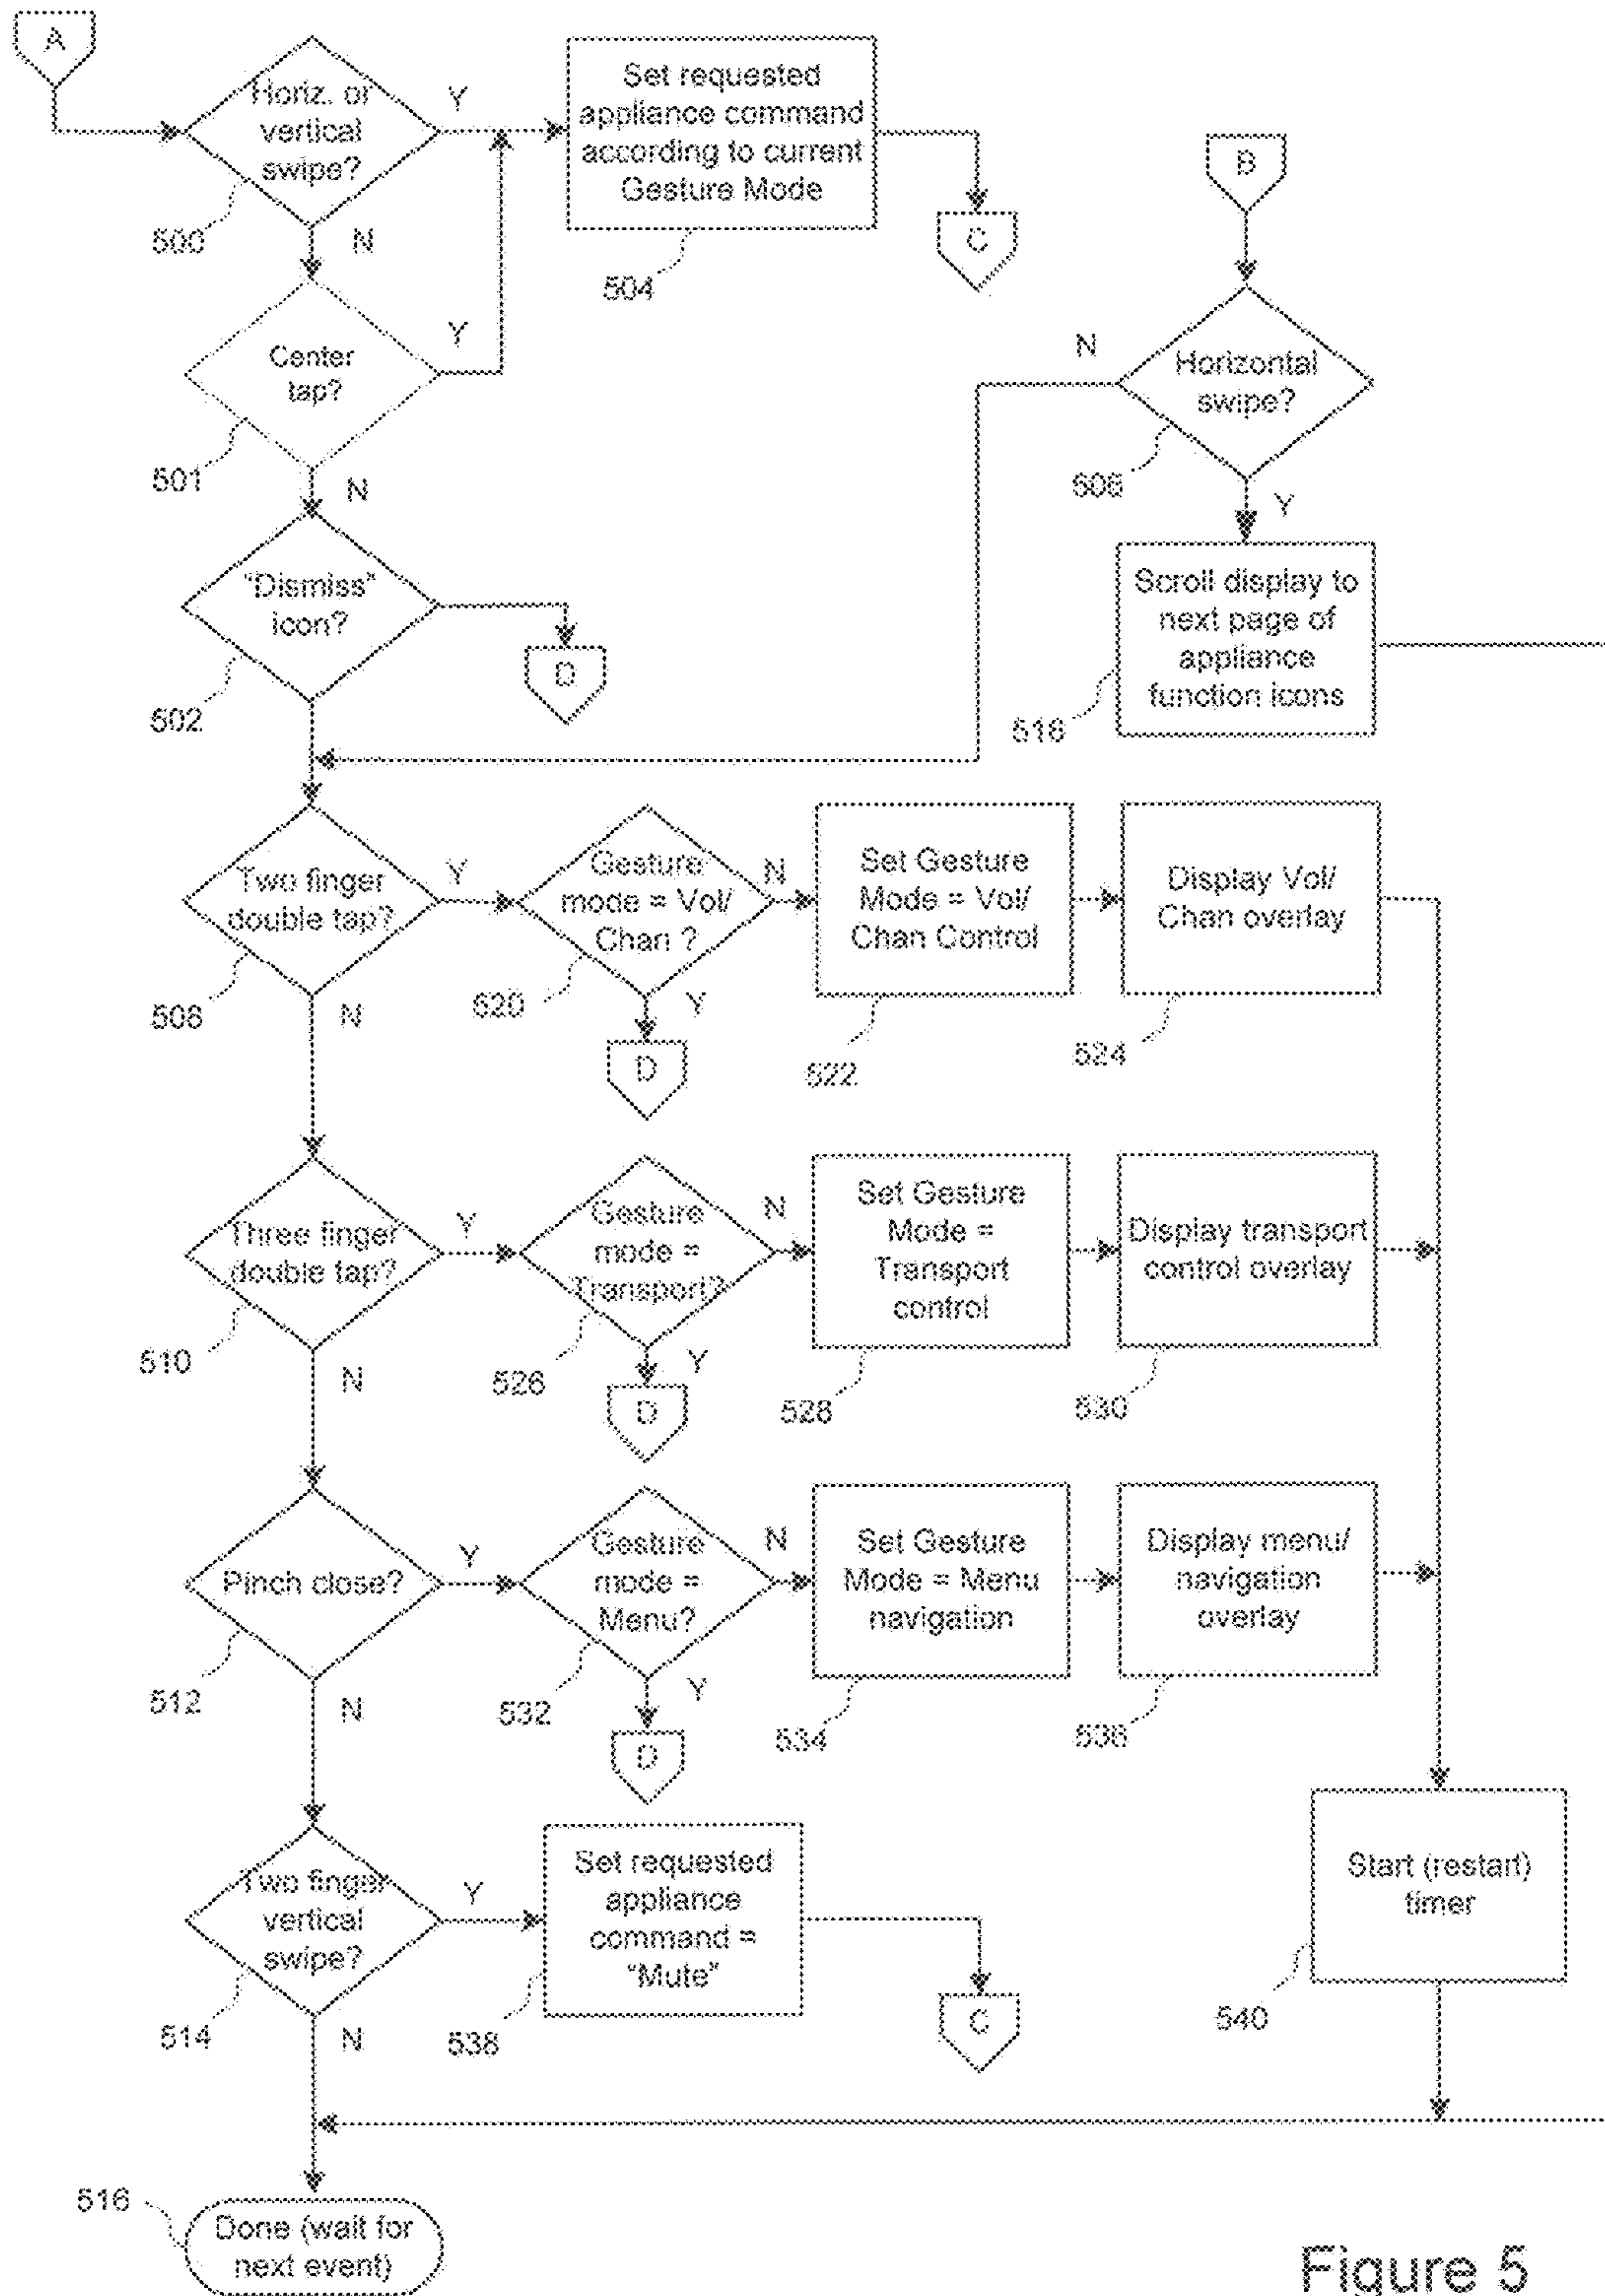 A
Horiz. or
vertical
swipe?
Y
Set requested
appliance command
according to current
Gesture Mode
500
N
504
C
B
Center
tap?
Y
501
N
Horizontal
swipe?
N
506
Y
"Dismiss"
icon?
D
502
Scroll display to
next page of
appliance
function icons
518
Two finger
double tap?
Y
508
N
Gesture
mode = Vol/
Chan ?
N
520
Y
D
Set Gesture
Mode = Vol/
Chan Control
522
Display Vol/
Chan overlay
524
Three finger
double tap?
Y
510
N
Gesture
mode =
Transport?
N
526
Y
D
Set Gesture
Mode =
Transport
control
528
Display transport
control overlay
530
Pinch close?
Y
512
N
Gesture
mode =
Menu?
N
532
Y
D
Set Gesture
Mode = Menu
navigation
534
Display menu/
navigation
overlay
536
Two finger
vertical
swipe?
Y
514
N
Set requested
appliance
command =
"Mute"
538
C
Start (restart)
timer
540
516
Done (wait for
next event)
Figure 5